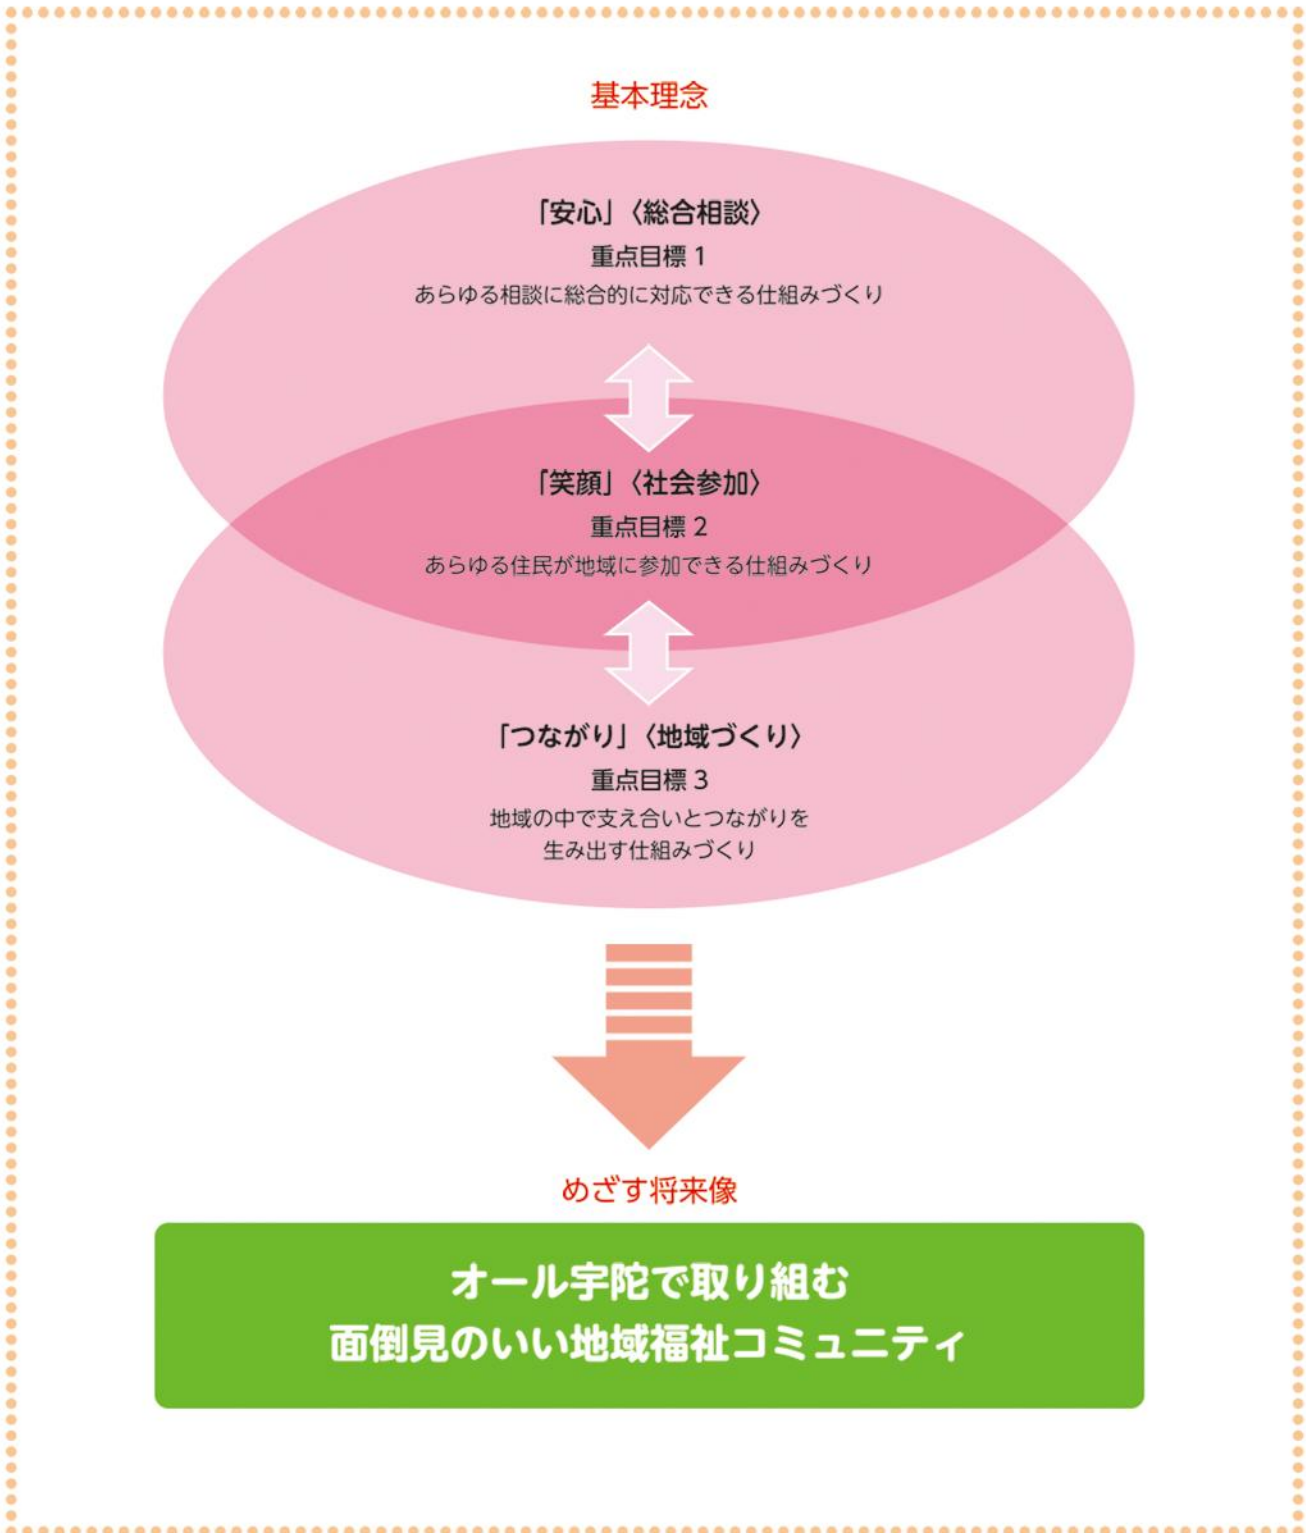 基本理念
「安心」〈総合相談〉
重点目標 1
あらゆる相談に総合的に対応できる仕組みづくり
「笑顔」〈社会参加〉
重点目標 2
あらゆる住民が地域に参加できる仕組みづくり
「つながり」〈地域づくり〉
重点目標 3
地域の中で支え合いとつながりを
生み出す仕組みづくり
めざす将来像
オール宇陀で取り組む
面倒見のいい地域福祉コミュニティ